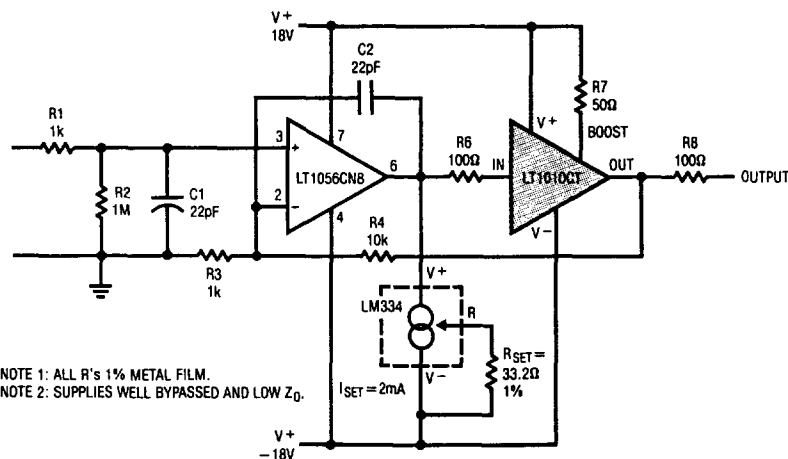 V+
18V
C2
22pF
R7
50Ω
R1
1k
V+
BOOST
3
+
7
R6
100Ω
IN
OUT
R8
100Ω
LT1056CN8
6
LT1010CT
OUTPUT
R2
1M
C1
22pF
2
−
4
R4
10k
V−
R3
1k
V+
LM334
R
V−
RSET=
33.2Ω
1%
ISET=2mA
NOTE 1: ALL R's 1% METAL FILM.
NOTE 2: SUPPLIES WELL BYPASSED AND LOW ZO.
V+
−18V